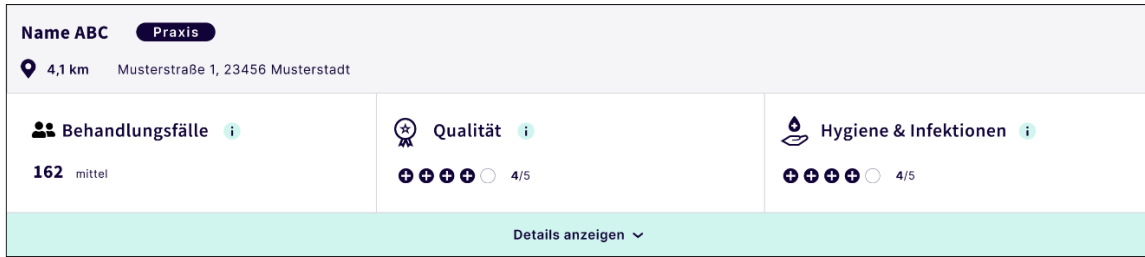 Name ABC Praxis
4,1 km Musterstraße 1, 23456 Musterstadt
Behandlungsfälle i
162 mittel
Qualität i
4/5
Hygiene & Infektionen i
4/5
Details anzeigen